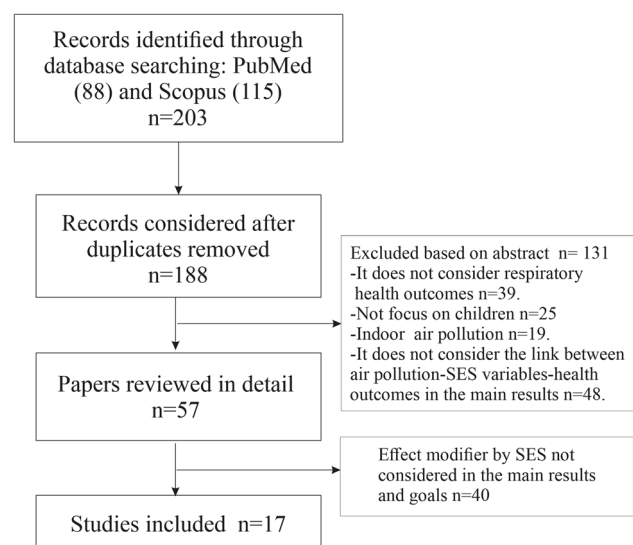 Records identified through
database searching: PubMed
(88) and Scopus (115)
n=203
Records considered after
duplicates removed
n=188
Excluded based on abstract n= 131
-It does not consider respiratory
health outcomes n=39.
-Not focus on children n=25
-Indoor air pollution n=19.
-It does not consider the link between
air pollution-SES variables-health
outcomes in the main results n=48.
Papers reviewed in detail
n=57
Effect modifier by SES not
considered in the main results
and goals n=40
Studies included n=17